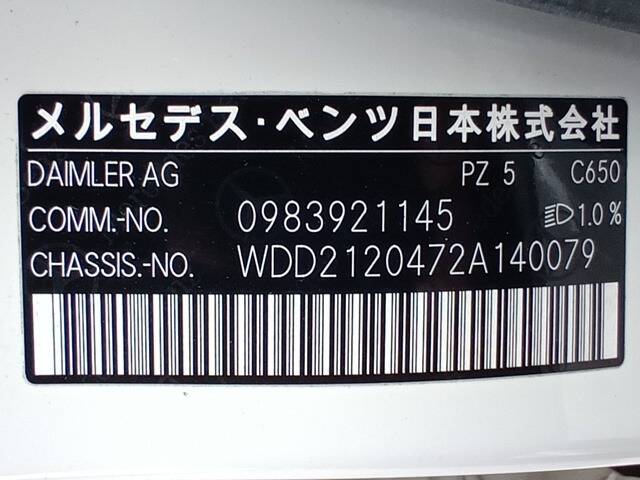 メルセデス・ベンツ日本株式会社
DAIMLER AG PZ 5 C650
COMM.-NO. 0983921145 1.0%
CHASSIS.-NO. WDD2120472A140079